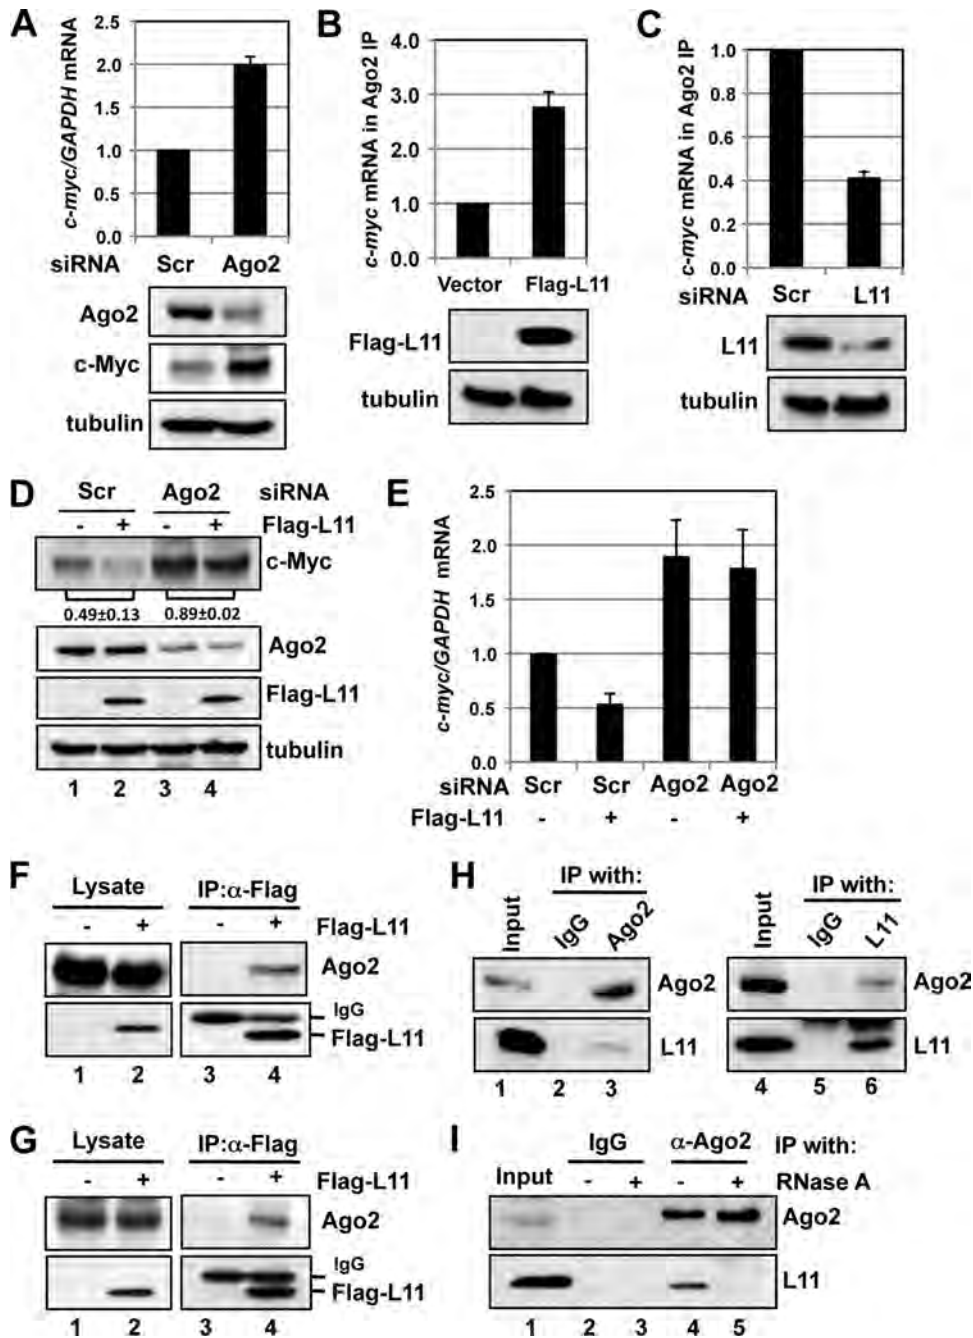 A
c-myc/GAPDH mRNA
2.5
2.0
1.5
1.0
0.5
0.0
siRNA Scr Ago2
Ago2
c-Myc
tubulin
B
c-myc mRNA in Ago2 IP
4.0
3.0
2.0
1.0
0.0
Vector Flag-L11
Flag-L11
tubulin
C
c-myc mRNA in Ago2 IP
1.0
0.8
0.6
0.4
0.2
0.0
siRNA Scr L11
L11
tubulin
D
Scr Ago2 siRNA
- + - + Flag-L11
c-Myc
0.49±0.13 0.89±0.02
Ago2
Flag-L11
tubulin
1 2 3 4
E
c-myc/GAPDH mRNA
2.5
2.0
1.5
1.0
0.5
0.0
siRNA Scr Scr Ago2 Ago2
Flag-L11 - + - +
F
Lysate IP:α-Flag
- + - + Flag-L11
Ago2
IgG
Flag-L11
1 2 3 4
G
Lysate IP:α-Flag
- + - + Flag-L11
Ago2
IgG
Flag-L11
1 2 3 4
H
IP with: IP with:
Input IgG Ago2 Input IgG L11
Ago2 Ago2
L11 L11
1 2 3 4 5 6
I
IgG α-Ago2 IP with:
Input - + - + RNase A
Ago2
L11
1 2 3 4 5